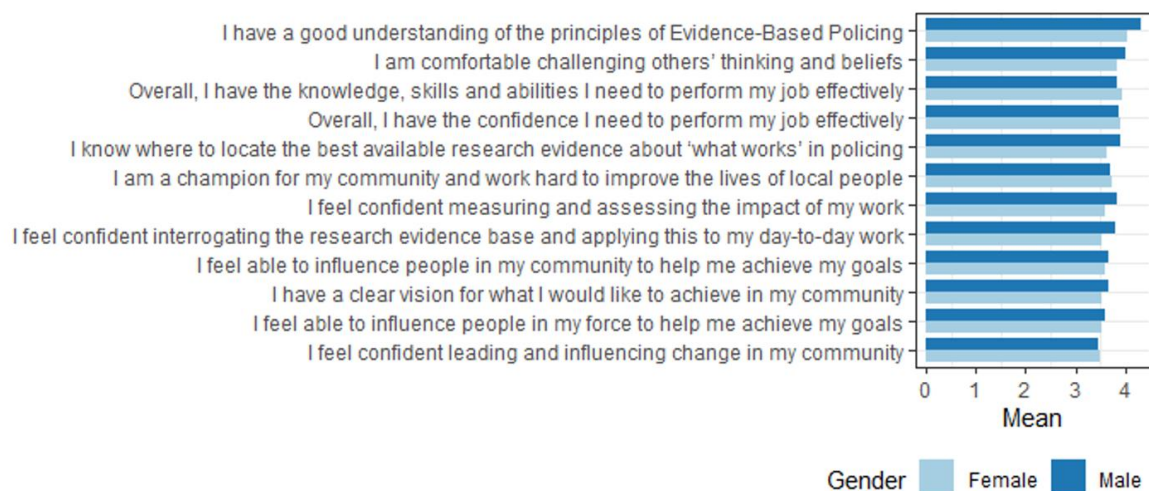 I have a good understanding of the principles of Evidence-Based Policing
I am comfortable challenging others’ thinking and beliefs
Overall, I have the knowledge, skills and abilities I need to perform my job effectively
Overall, I have the confidence I need to perform my job effectively
I know where to locate the best available research evidence about ‘what works’ in policing
I am a champion for my community and work hard to improve the lives of local people
I feel confident measuring and assessing the impact of my work
I feel confident interrogating the research evidence base and applying this to my day-to-day work
I feel able to influence people in my community to help me achieve my goals
I have a clear vision for what I would like to achieve in my community
I feel able to influence people in my force to help me achieve my goals
I feel confident leading and influencing change in my community
0 1 2 3 4
Mean
Gender Female Male